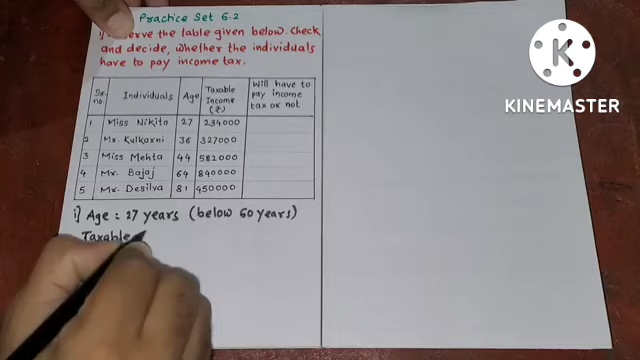 Practice Set 6.2
the table given below. Check
and decide, whether the individuals
have to pay income tax.
Sr. no. Individuals Age Taxable Income (₹) Will have to pay income tax or not
1 Miss Nikita 27 234000
2 Mr. Kulkarni 36 327000
3 Miss Mehta 44 582000
4 Mr. Bajaj 64 840000
5 Mr. Desilva 81 450000
i] Age = 27 years (below 60 years)
Taxable
K
KINEMASTER